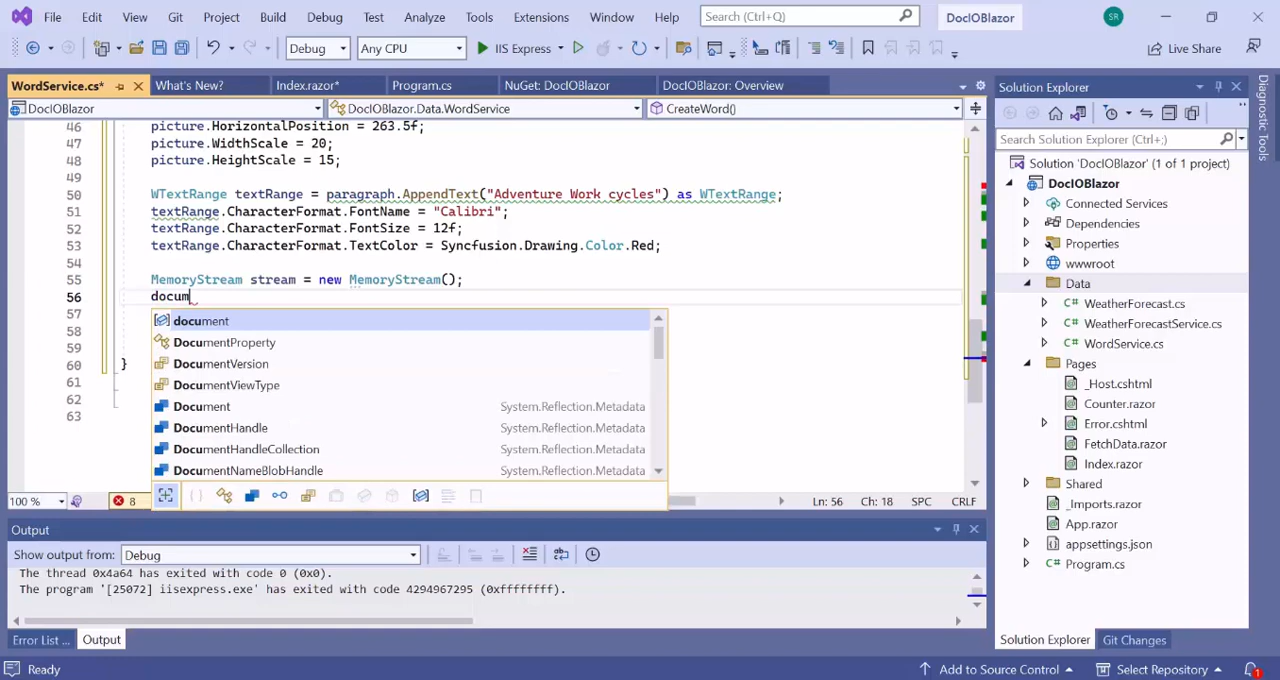 File Edit View Git Project Build Debug Test Analyze Tools Extensions Window Help Search (Ctrl+Q) DocIOBlazor SR
Debug Any CPU IIS Express Live Share
WordService.cs* What's New? Index.razor* Program.cs NuGet: DocIOBlazor DocIOBlazor: Overview
DocIOBlazor DocIOBlazor.Data.WordService CreateWord()
46 picture.HorizontalPosition = 263.5f;
47 picture.WidthScale = 20;
48 picture.HeightScale = 15;
49
50 WTextRange textRange = paragraph.AppendText("Adventure Work cycles") as WTextRange;
51 textRange.CharacterFormat.FontName = "Calibri";
52 textRange.CharacterFormat.FontSize = 12f;
53 textRange.CharacterFormat.TextColor = Syncfusion.Drawing.Color.Red;
54
55 MemoryStream stream = new MemoryStream();
56 docum
57
58
59
60 }
61
62
63
document
DocumentProperty
DocumentVersion
DocumentViewType
Document System.Reflection.Metadata
DocumentHandle System.Reflection.Metadata
DocumentHandleCollection System.Reflection.Metadata
DocumentNameBlobHandle System.Reflection.Metadata
100 % 8 Ln: 56 Ch: 18 SPC CRLF
Output
Show output from: Debug
The thread 0x4a64 has exited with code 0 (0x0).
The program '[25072] iisexpress.exe' has exited with code 4294967295 (0xffffffff).
Error List ... Output
Solution Explorer
Search Solution Explorer (Ctrl+;)
Solution 'DocIOBlazor' (1 of 1 project)
DocIOBlazor
Connected Services
Dependencies
Properties
wwwroot
Data
WeatherForecast.cs
WeatherForecastService.cs
WordService.cs
Pages
_Host.cshtml
Counter.razor
Error.cshtml
FetchData.razor
Index.razor
Shared
_Imports.razor
App.razor
appsettings.json
Program.cs
Solution Explorer Git Changes
Diagnostic Tools
Ready Add to Source Control Select Repository 1